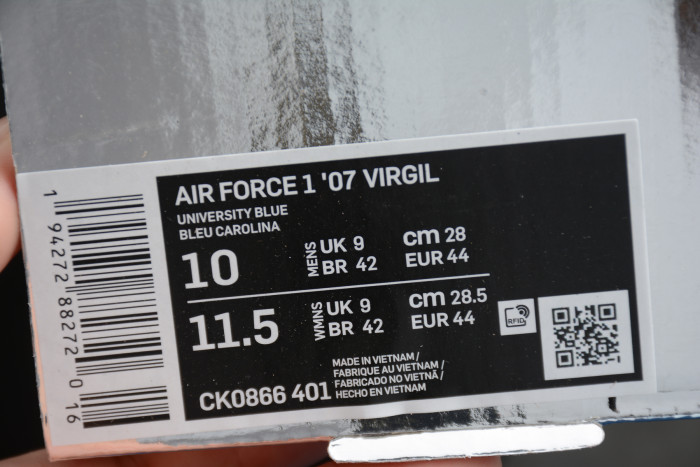 AIR FORCE 1 '07 VIRGIL
UNIVERSITY BLUE
BLEU CAROLINA
10
MENS
UK 9
BR 42
cm 28
EUR 44
11.5
WMNS
UK 9
BR 42
cm 28.5
EUR 44
RFID
CK0866 401
MADE IN VIETNAM /
FABRIQUE AU VIETNAM /
FABRICADO NO VIETNÃ /
HECHO EN VIETNAM
1 94272 88272 0 16